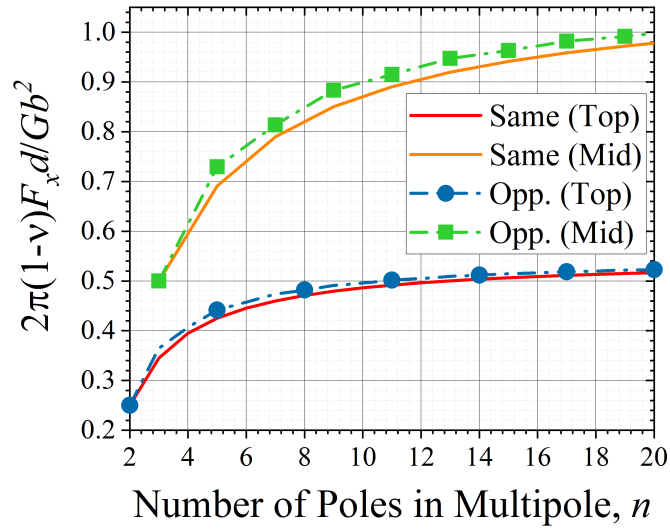 2π(1-ν)F_x d/Gb²
1.0
0.9
0.8
0.7
0.6
0.5
0.4
0.3
0.2
Same (Top)
Same (Mid)
Opp. (Top)
Opp. (Mid)
2 4 6 8 10 12 14 16 18 20
Number of Poles in Multipole, n